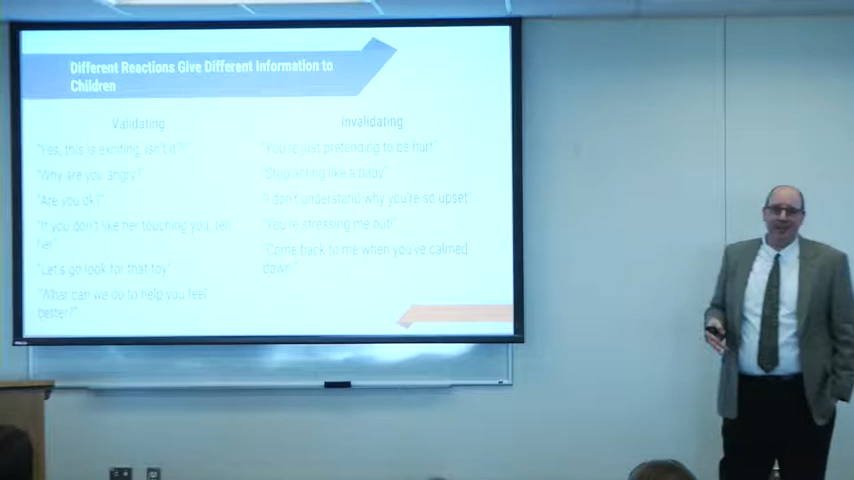 Different Reactions Give Different Information to
Children
Validating
Invalidating
"Yes, this is exciting, isn't it?"
"Why are you angry?"
"Are you ok?"
"If you don't like her touching you, tell
her"
"Let's go look for that toy"
"What can we do to help you feel
better?"
"You're just pretending to be hurt"
"Stop acting like a baby"
"I don't understand why you're so upset"
"You're stressing me out!"
"Come back to me when you've calmed
down."